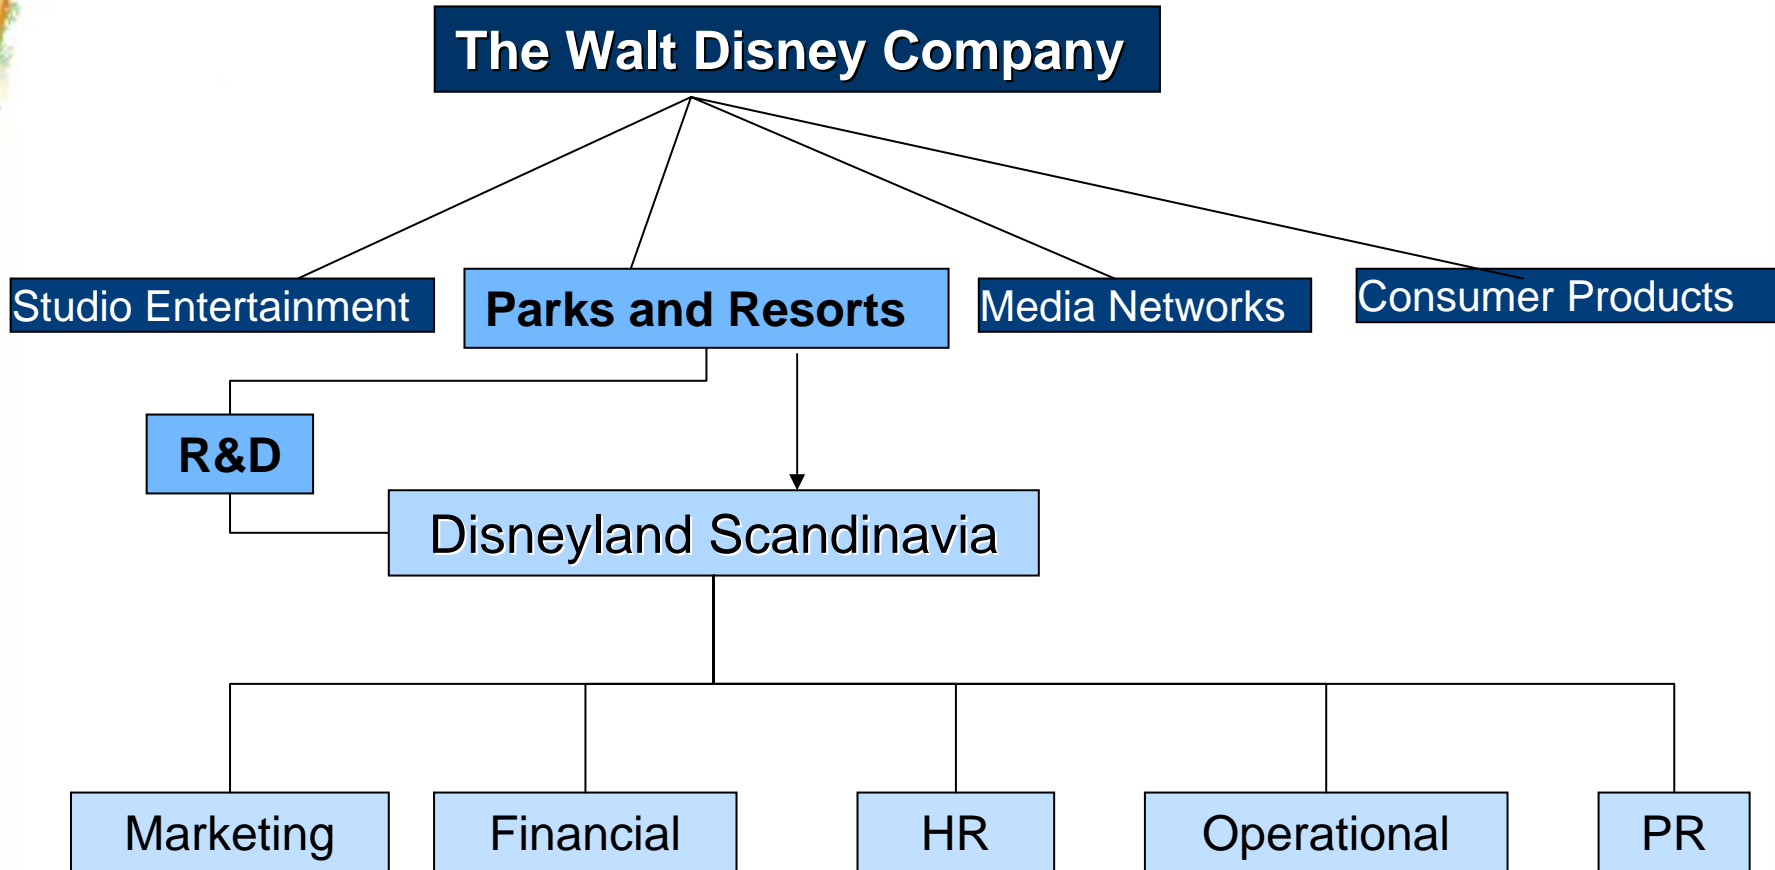 The Walt Disney Company
Studio Entertainment
Parks and Resorts
Media Networks
Consumer Products
R&D
Disneyland Scandinavia
Marketing
Financial
HR
Operational
PR